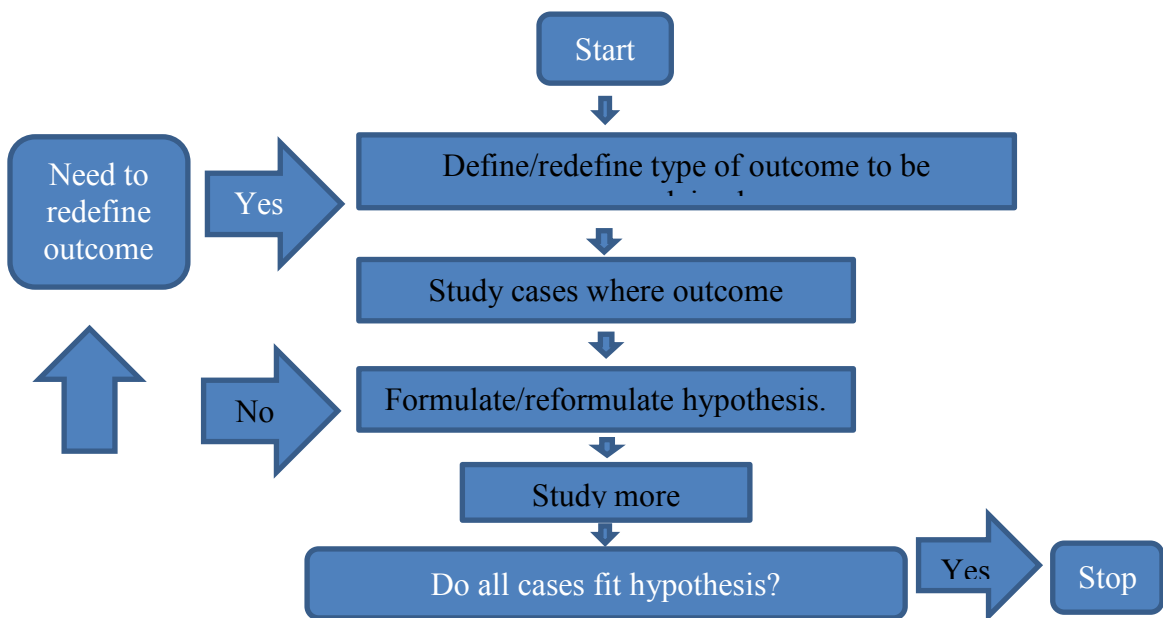 Start
Define/redefine type of outcome to be
Need to
redefine
outcome
Yes
Study cases where outcome
Formulate/reformulate hypothesis.
No
Study more
Do all cases fit hypothesis?
Yes
Stop